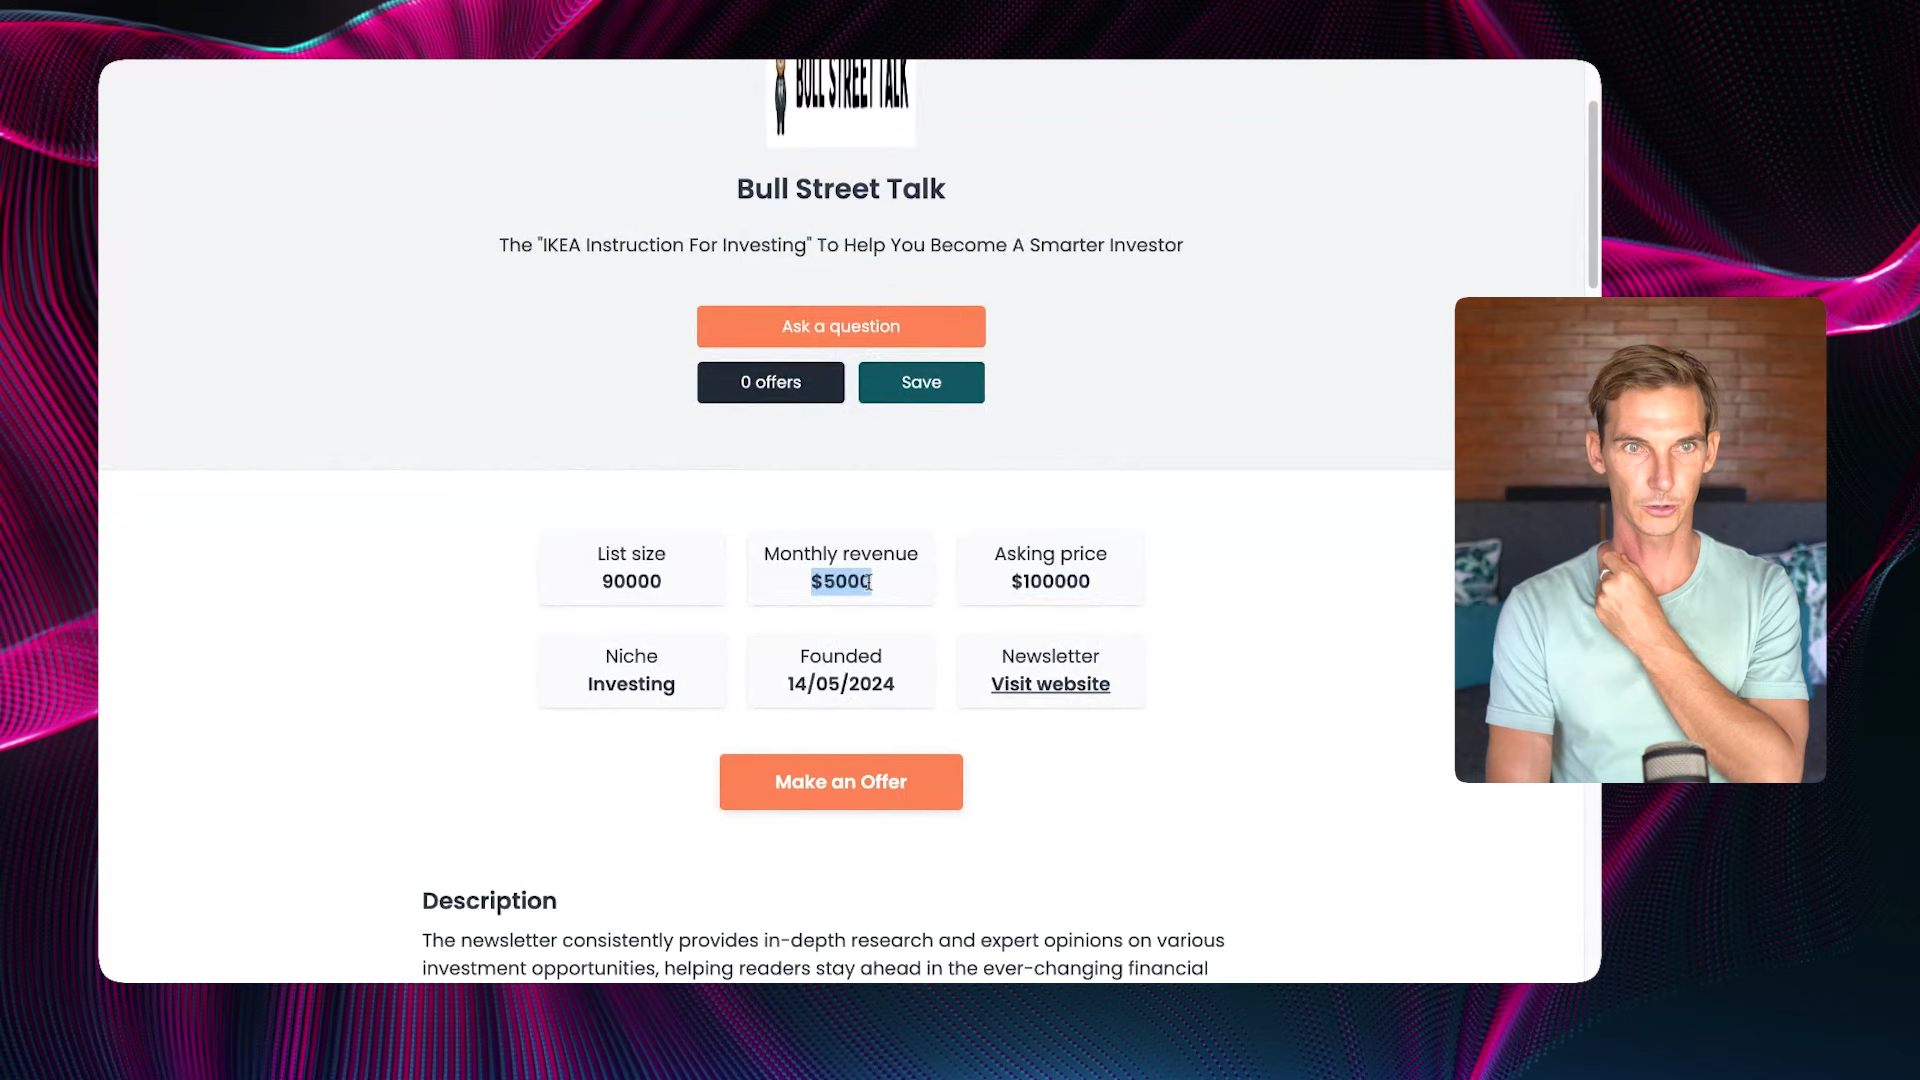 BULL STREET TALK
Bull Street Talk
The "IKEA Instruction For Investing" To Help You Become A Smarter Investor
Ask a question
0 offers
Save
List size
90000
Monthly revenue
$5000
Asking price
$100000
Niche
Investing
Founded
14/05/2024
Newsletter
Visit website
Make an Offer
Description
The newsletter consistently provides in-depth research and expert opinions on various
investment opportunities, helping readers stay ahead in the ever-changing financial